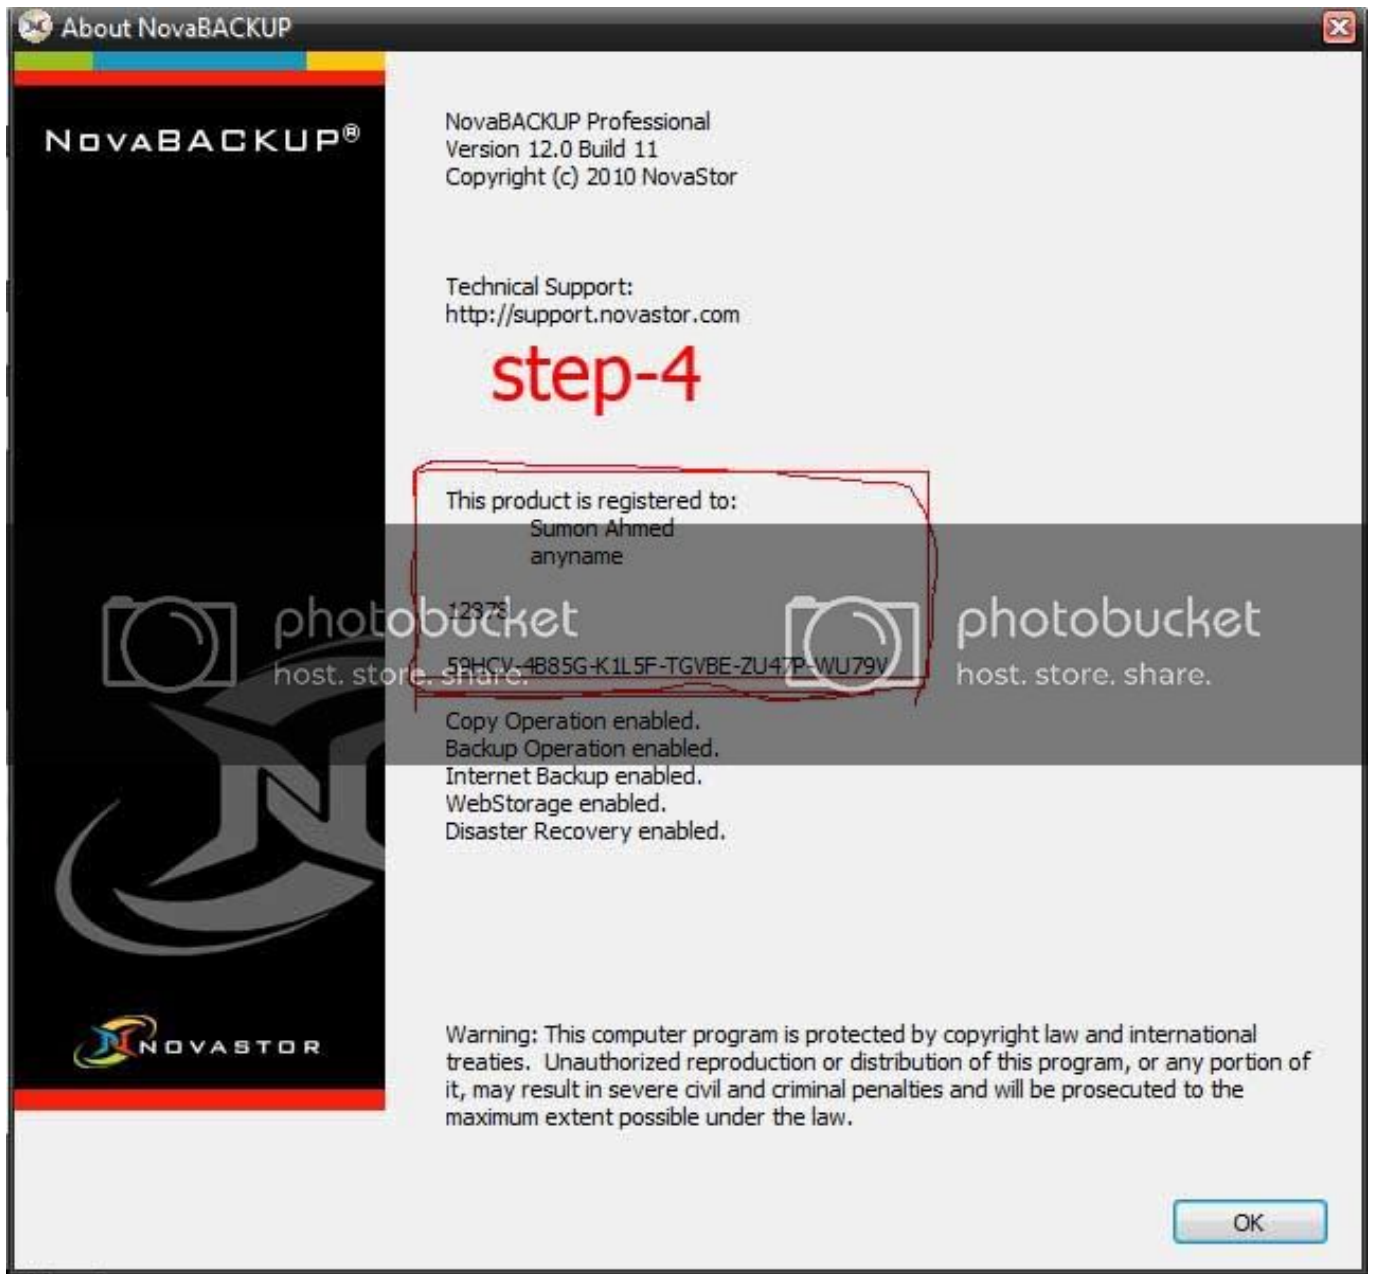 About NovaBACKUP
NovaBACKUP®
NovaBACKUP Professional
Version 12.0 Build 11
Copyright (c) 2010 NovaStor
Technical Support:
http://support.novastor.com
step-4
This product is registered to:
Sumon Ahmed
anyname
12378
59HCV-4B85G-K1L5F-TGVBE-ZU47P-WU79V
photobucket
host. store. share.
photobucket
host. store. share.
Copy Operation enabled.
Backup Operation enabled.
Internet Backup enabled.
WebStorage enabled.
Disaster Recovery enabled.
NOVASTOR
Warning: This computer program is protected by copyright law and international
treaties. Unauthorized reproduction or distribution of this program, or any portion of
it, may result in severe civil and criminal penalties and will be prosecuted to the
maximum extent possible under the law.
OK